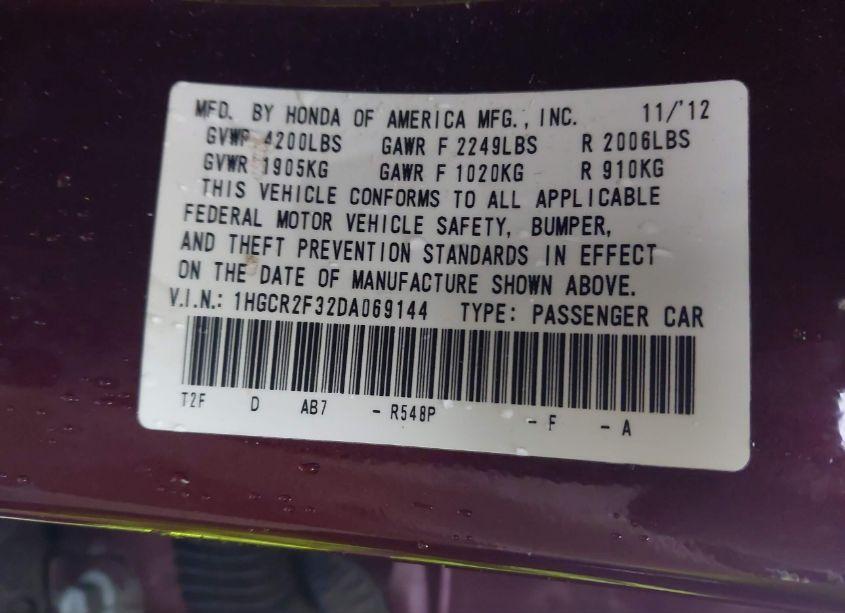 MFD. BY HONDA OF AMERICA MFG., INC. 11/'12
GVWR 4200LBS GAWR F 2249LBS R 2006LBS
GVWR 1905KG GAWR F 1020KG R 910KG
THIS VEHICLE CONFORMS TO ALL APPLICABLE
FEDERAL MOTOR VEHICLE SAFETY, BUMPER,
AND THEFT PREVENTION STANDARDS IN EFFECT
ON THE DATE OF MANUFACTURE SHOWN ABOVE.
V.I.N.: 1HGCR2F32DA069144 TYPE: PASSENGER CAR
T2F D AB7 - R548P - F - A